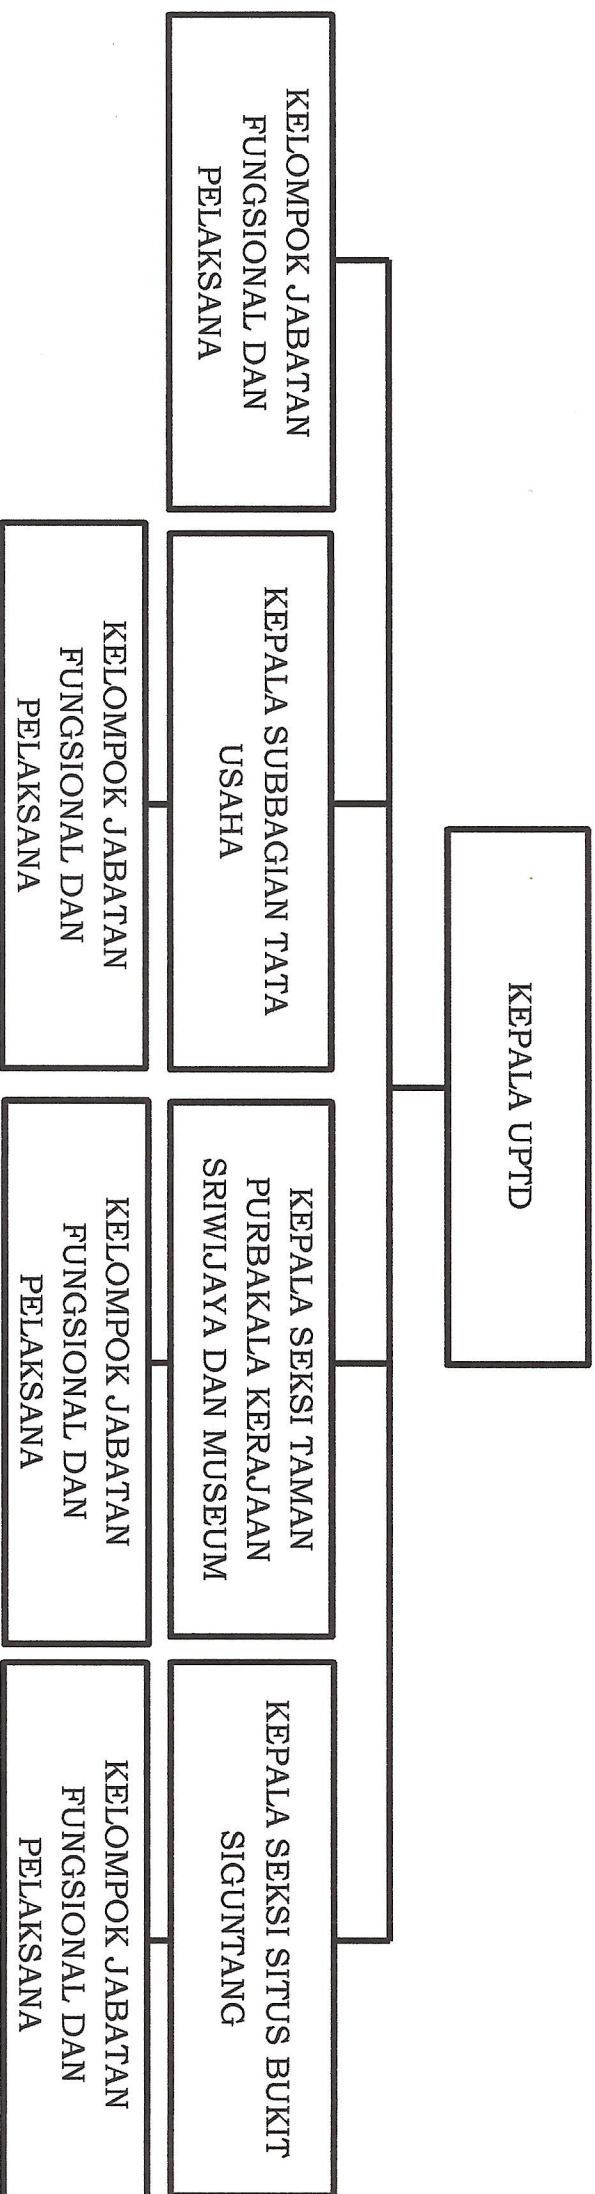 KEPALA UPTD
KELOMPOK JABATAN
FUNGSIONAL DAN
PELAKSANA
KEPALA SUBBAGIAN TATA
USAHA
KEPALA SEKSI TAMAN
PURBAKALA KERAJAAN
SRIWIJAYA DAN MUSEUM
KEPALA SEKSI SITUS BUKIT
SIGUNTANG
KELOMPOK JABATAN
FUNGSIONAL DAN
PELAKSANA
KELOMPOK JABATAN
FUNGSIONAL DAN
PELAKSANA
KELOMPOK JABATAN
FUNGSIONAL DAN
PELAKSANA